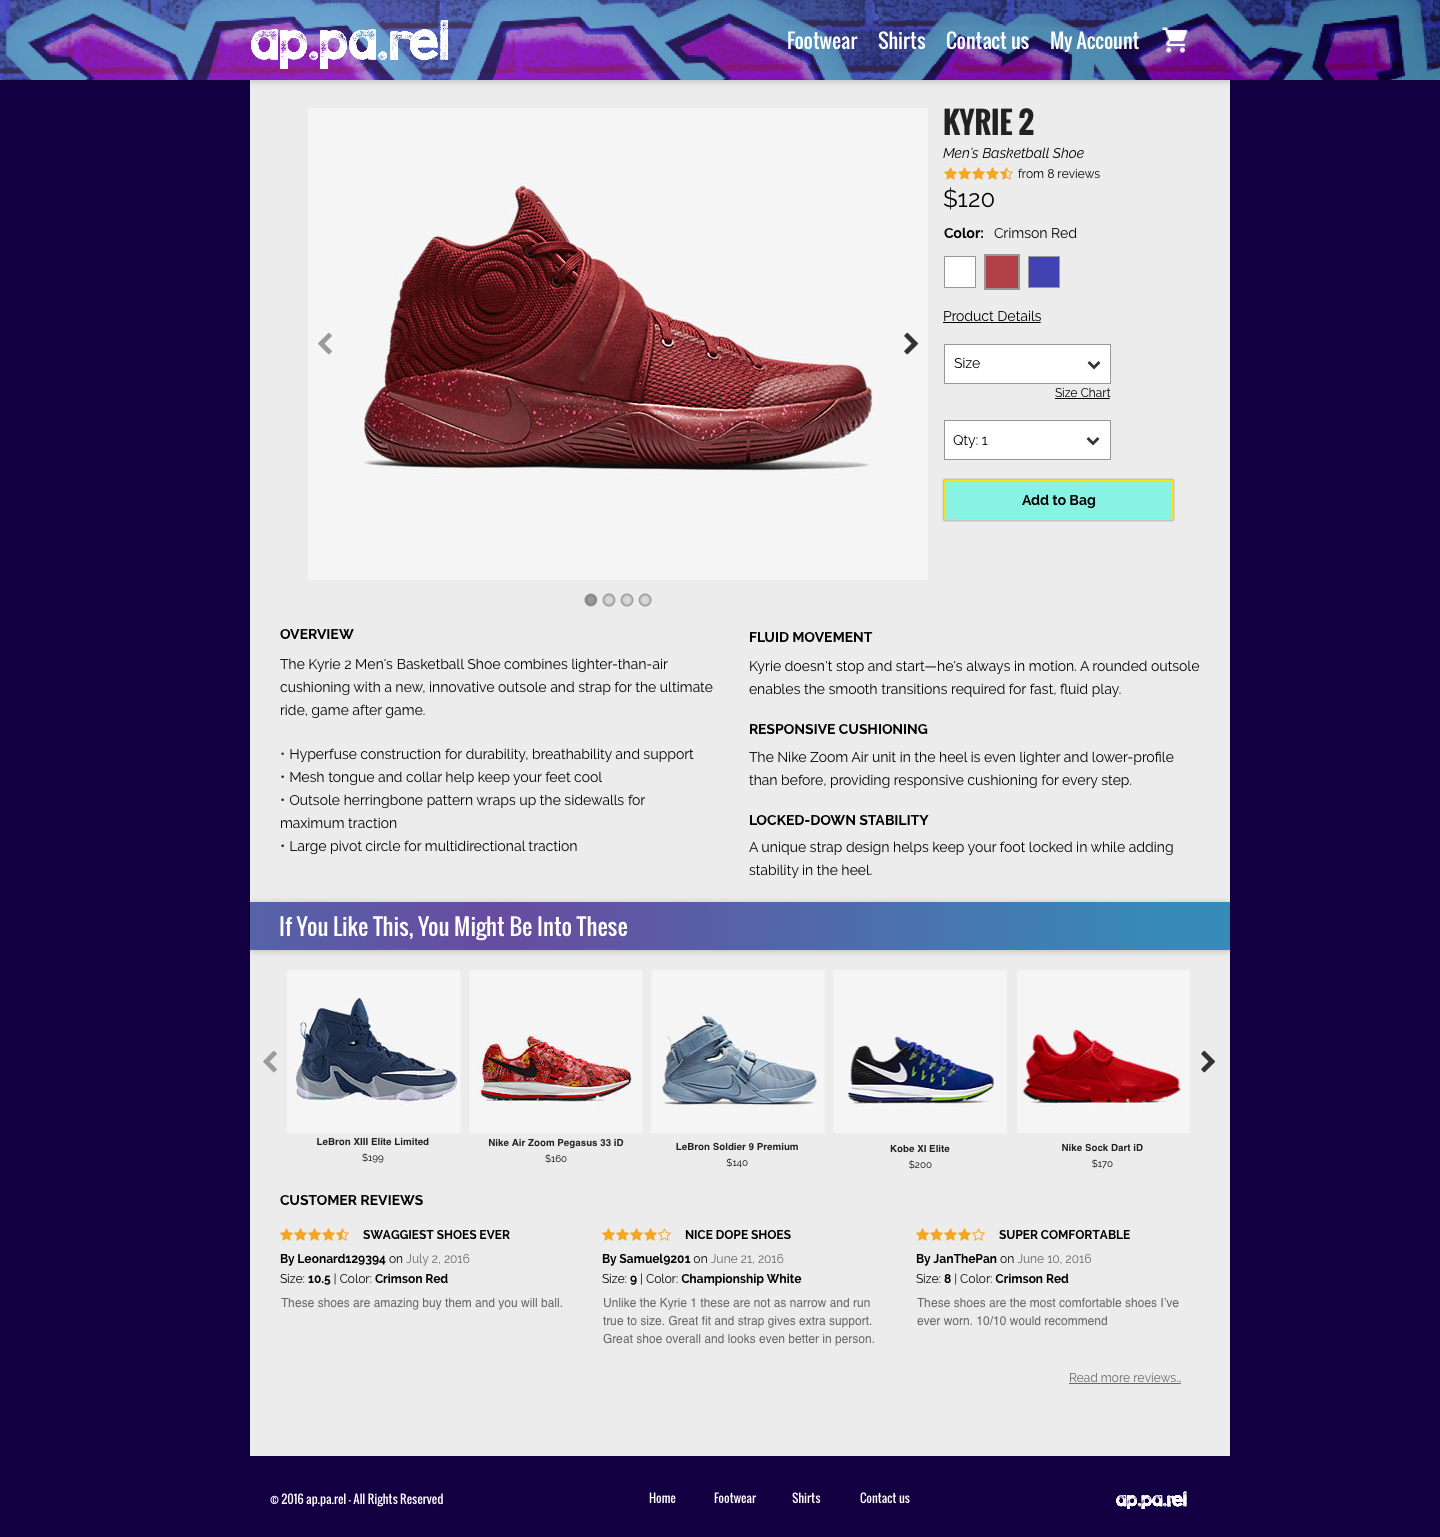 ap.pa.rel
Footwear Shirts Contact us My Account
KYRIE 2
Men's Basketball Shoe
from 8 reviews
$120
Color: Crimson Red
Product Details
Size
Size Chart
Qty: 1
Add to Bag
OVERVIEW
The Kyrie 2 Men's Basketball Shoe combines lighter-than-air
cushioning with a new, innovative outsole and strap for the ultimate
ride, game after game.
• Hyperfuse construction for durability, breathability and support
• Mesh tongue and collar help keep your feet cool
• Outsole herringbone pattern wraps up the sidewalls for
maximum traction
• Large pivot circle for multidirectional traction
FLUID MOVEMENT
Kyrie doesn't stop and start—he's always in motion. A rounded outsole
enables the smooth transitions required for fast, fluid play.
RESPONSIVE CUSHIONING
The Nike Zoom Air unit in the heel is even lighter and lower-profile
than before, providing responsive cushioning for every step.
LOCKED-DOWN STABILITY
A unique strap design helps keep your foot locked in while adding
stability in the heel.
If You Like This, You Might Be Into These
LeBron XIII Elite Limited
$199
Nike Air Zoom Pegasus 33 iD
$160
LeBron Soldier 9 Premium
$140
Kobe XI Elite
$200
Nike Sock Dart iD
$170
CUSTOMER REVIEWS
SWAGGIEST SHOES EVER
By Leonard129394 on July 2, 2016
Size: 10.5 | Color: Crimson Red
These shoes are amazing buy them and you will ball.
NICE DOPE SHOES
By Samuel9201 on June 21, 2016
Size: 9 | Color: Championship White
Unlike the Kyrie 1 these are not as narrow and run
true to size. Great fit and strap gives extra support.
Great shoe overall and looks even better in person.
SUPER COMFORTABLE
By JanThePan on June 10, 2016
Size: 8 | Color: Crimson Red
These shoes are the most comfortable shoes I've
ever worn. 10/10 would recommend
Read more reviews...
© 2016 ap.pa.rel - All Rights Reserved
Home Footwear Shirts Contact us
ap.pa.rel